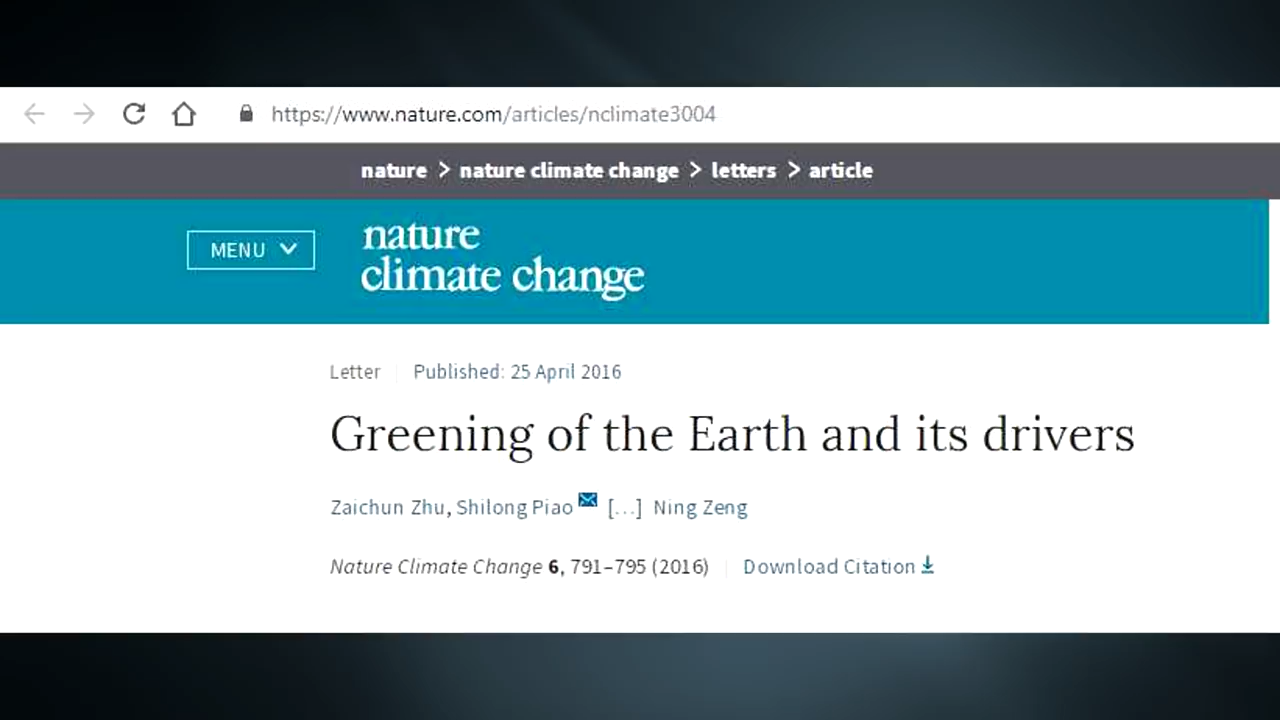 https://www.nature.com/articles/nclimate3004
nature > nature climate change > letters > article
MENU
nature
climate change
Letter Published: 25 April 2016
Greening of the Earth and its drivers
Zaichun Zhu, Shilong Piao [...] Ning Zeng
Nature Climate Change 6, 791–795 (2016) Download Citation